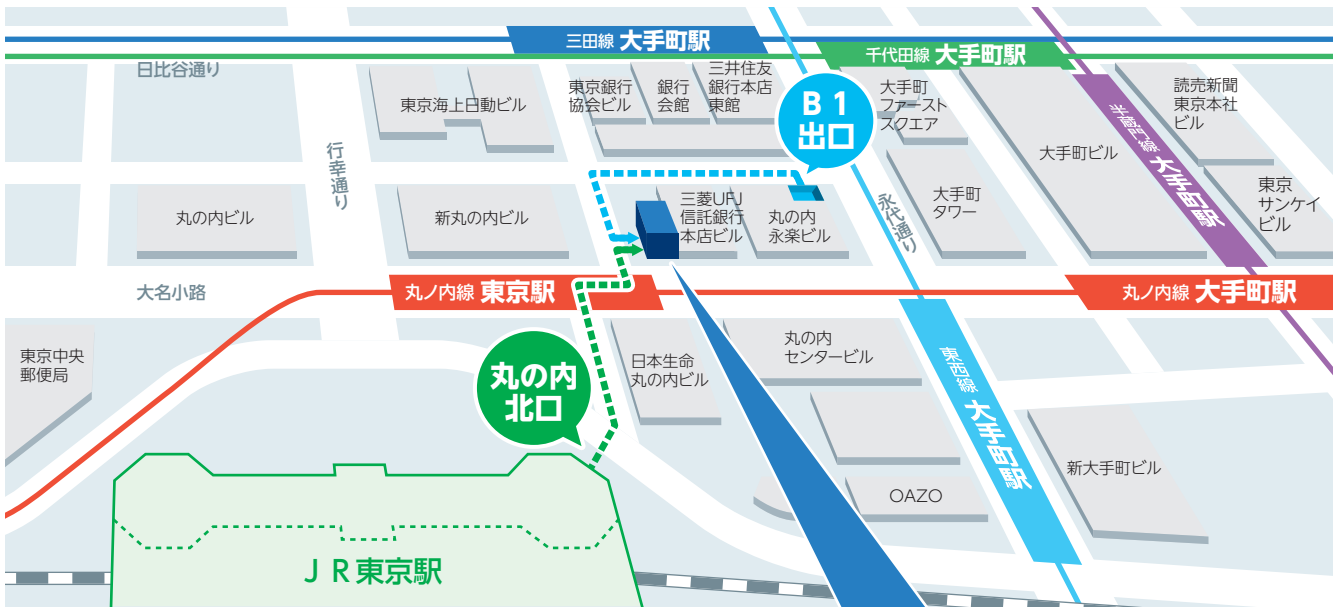 三田線 大手町駅
千代田線 大手町駅
日比谷通り
東京海上日動ビル
東京銀行
協会ビル
銀行
会館
三井住友
銀行本店
東館
B 1
出口
大手町
ファースト
スクエア
大手町ビル
半蔵門線 大手町駅
読売新聞
東京本社
ビル
行幸通り
丸の内ビル
新丸の内ビル
三菱UFJ
信託銀行
本店ビル
丸の内
永楽ビル
永代通り
大手町
タワー
東京
サンケイ
ビル
大名小路
丸ノ内線 東京駅
丸ノ内線 大手町駅
東京中央
郵便局
丸の内
北口
日本生命
丸の内ビル
丸の内
センタービル
東西線 大手町駅
新大手町ビル
OAZO
ＪＲ東京駅